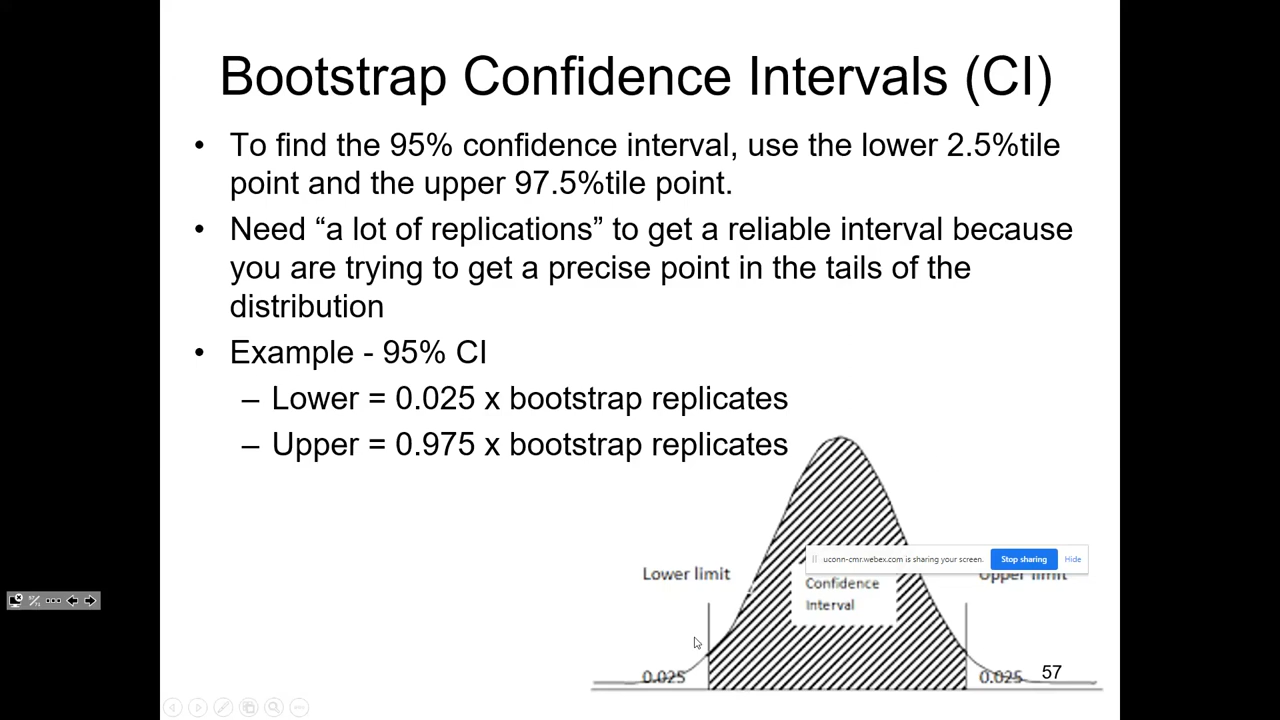 Bootstrap Confidence Intervals (CI)
• To find the 95% confidence interval, use the lower 2.5%tile
point and the upper 97.5%tile point.
• Need “a lot of replications” to get a reliable interval because
you are trying to get a precise point in the tails of the
distribution
• Example - 95% CI
– Lower = 0.025 x bootstrap replicates
– Upper = 0.975 x bootstrap replicates
uconn-cmr.webex.com is sharing your screen. Stop sharing Hide
Lower limit
Upper limit
Confidence
Interval
0.025
0.025
57